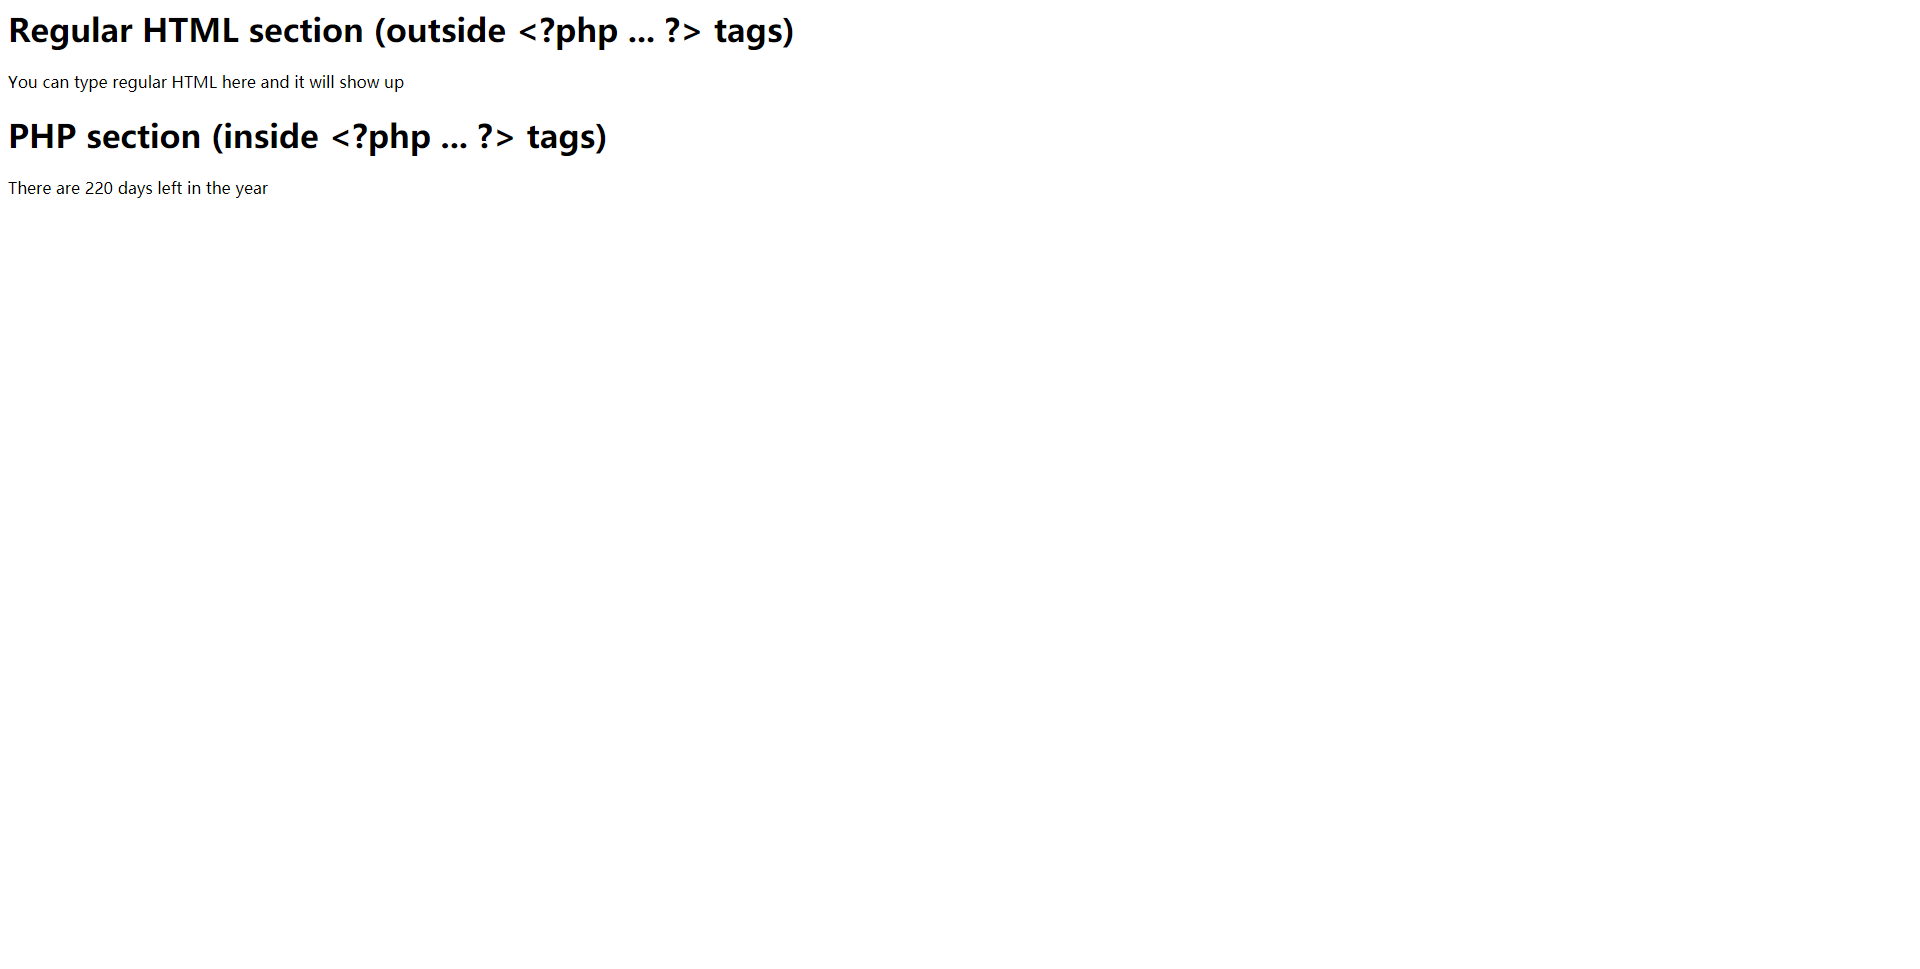 Regular HTML section (outside <?php ... ?> tags)
You can type regular HTML here and it will show up
PHP section (inside <?php ... ?> tags)
There are 220 days left in the year